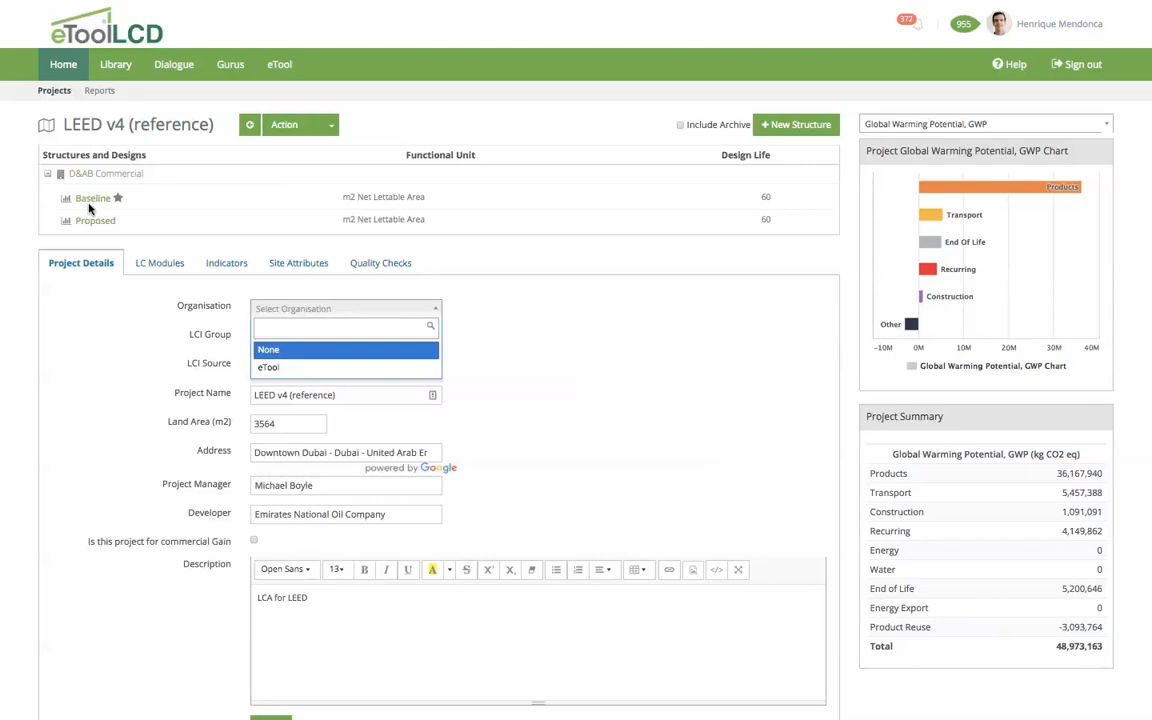 eToolLCD
372
955
Henrique Mendonca
Home Library Dialogue Gurus eTool Help Sign out
Projects Reports
LEED v4 (reference) Action Include Archive + New Structure
Structures and Designs Functional Unit Design Life
D&AB Commercial
Baseline m2 Net Lettable Area 60
Proposed m2 Net Lettable Area 60
Project Details LC Modules Indicators Site Attributes Quality Checks
Organisation Select Organisation
None
eTool
LCI Group
LCI Source
Project Name LEED v4 (reference)
Land Area (m2) 3564
Address Downtown Dubai - Dubai - United Arab Er
powered by Google
Project Manager Michael Boyle
Developer Emirates National Oil Company
Is this project for commercial Gain
Description
Open Sans 13 B I U A S X˟ X, </>
LCA for LEED
Global Warming Potential, GWP
Project Global Warming Potential, GWP Chart
Products
Transport
End Of Life
Recurring
Construction
Other
-10M 0M 10M 20M 30M 40M
Global Warming Potential, GWP Chart
Project Summary
Global Warming Potential, GWP (kg CO2 eq)
Products 36,167,940
Transport 5,457,388
Construction 1,091,091
Recurring 4,149,862
Energy 0
Water 0
End of Life 5,200,646
Energy Export 0
Product Reuse -3,093,764
Total 48,973,163